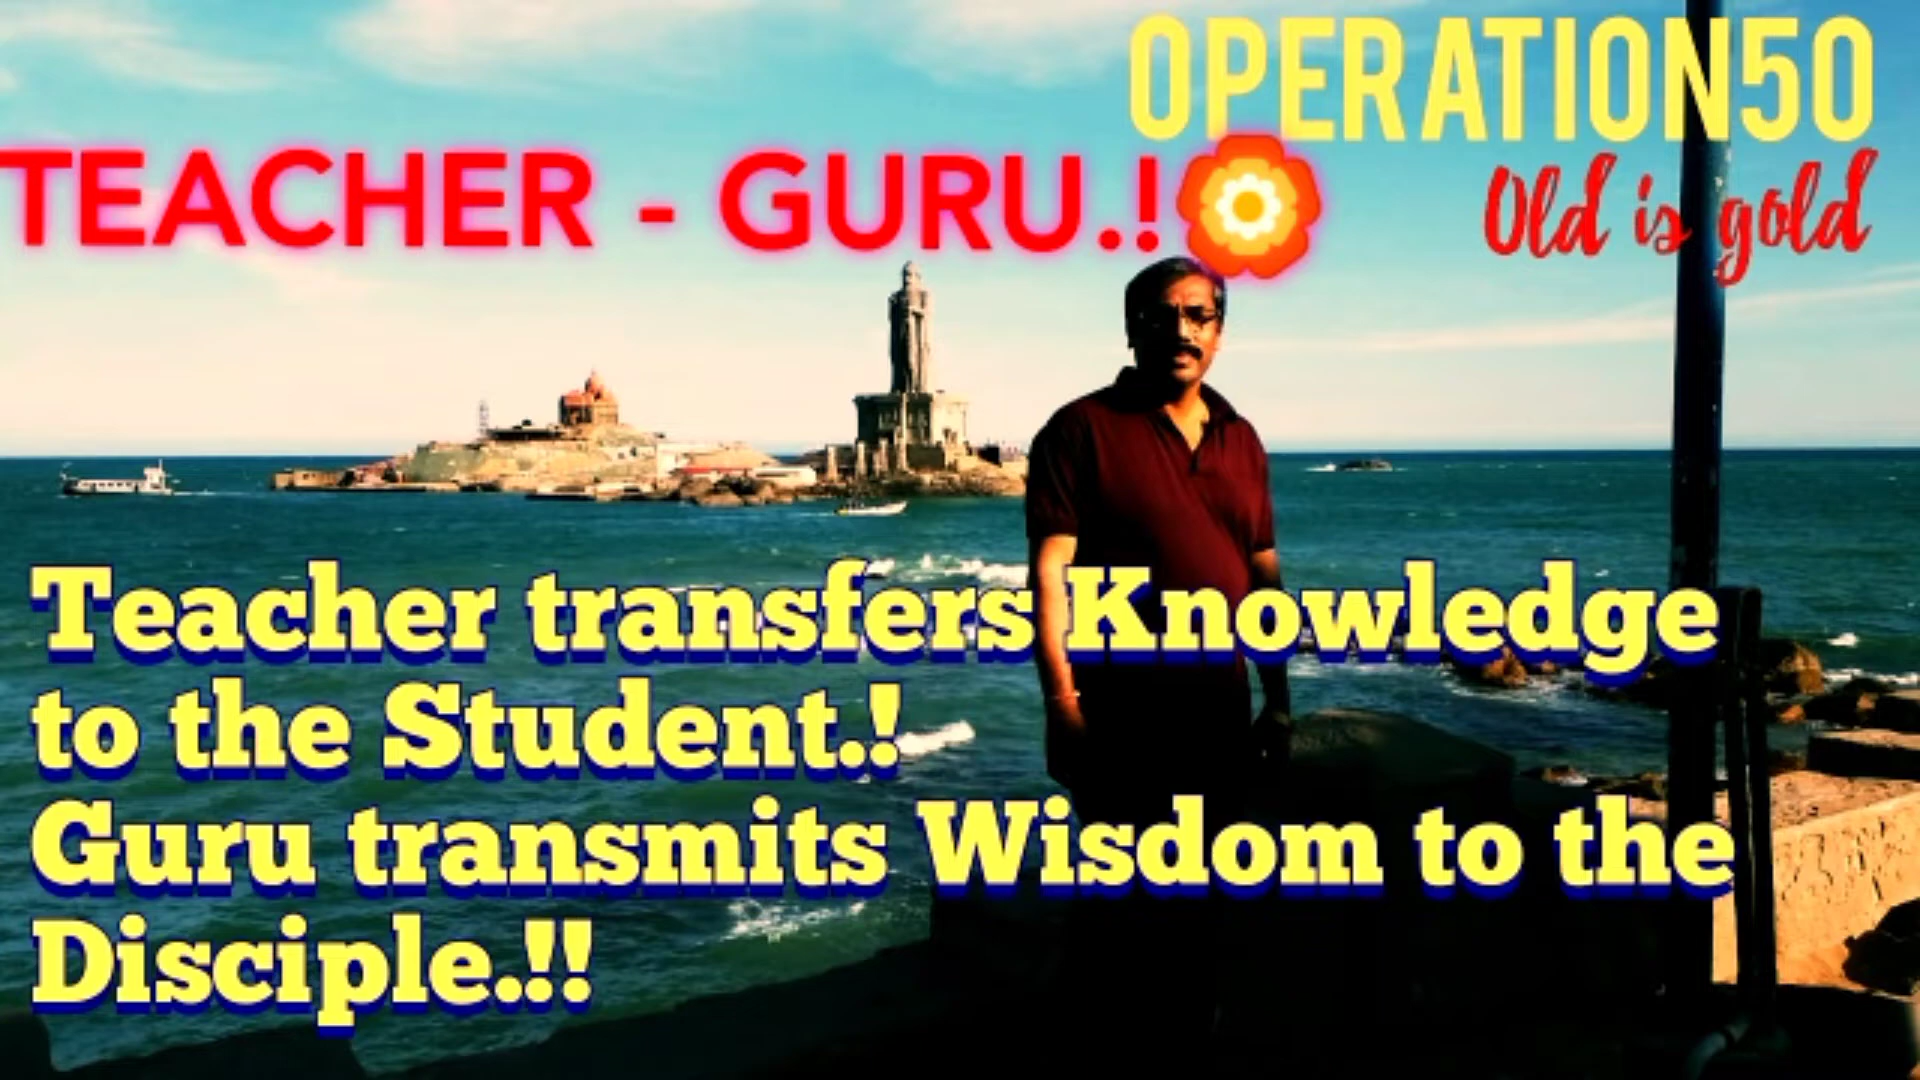 OPERATION50
TEACHER - GURU.!
Old is gold
Teacher transfers Knowledge
to the Student.!
Guru transmits Wisdom to the
Disciple.!!